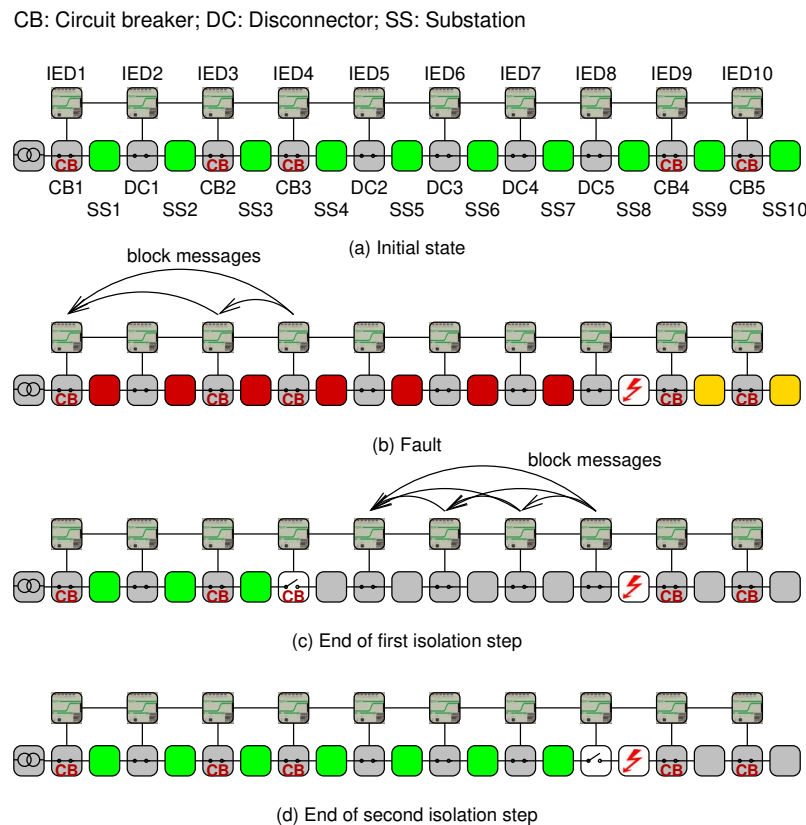 CB: Circuit breaker; DC: Disconnector; SS: Substation
IED1 IED2 IED3 IED4 IED5 IED6 IED7 IED8 IED9 IED10
CB CB CB CB CB
CB1 DC1 CB2 CB3 DC2 DC3 DC4 DC5 CB4 CB5
SS1 SS2 SS3 SS4 SS5 SS6 SS7 SS8 SS9 SS10
(a) Initial state
block messages
CB CB CB CB CB
(b) Fault
block messages
CB CB CB CB CB
(c) End of first isolation step
CB CB CB CB CB
(d) End of second isolation step